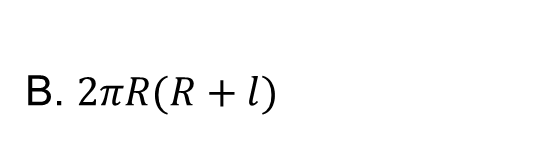 B. 2𝜋𝑅(𝑅 + 𝑙)